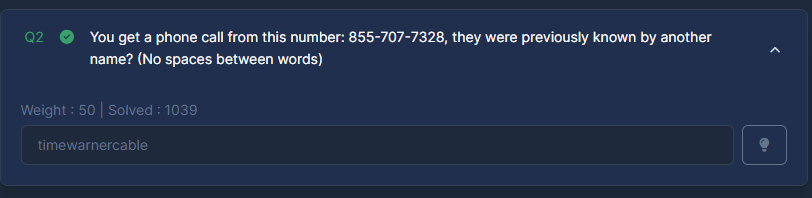 Q2 You get a phone call from this number: 855-707-7328, they were previously known by another
name? (No spaces between words)
Weight : 50 | Solved : 1039
timewarnercable